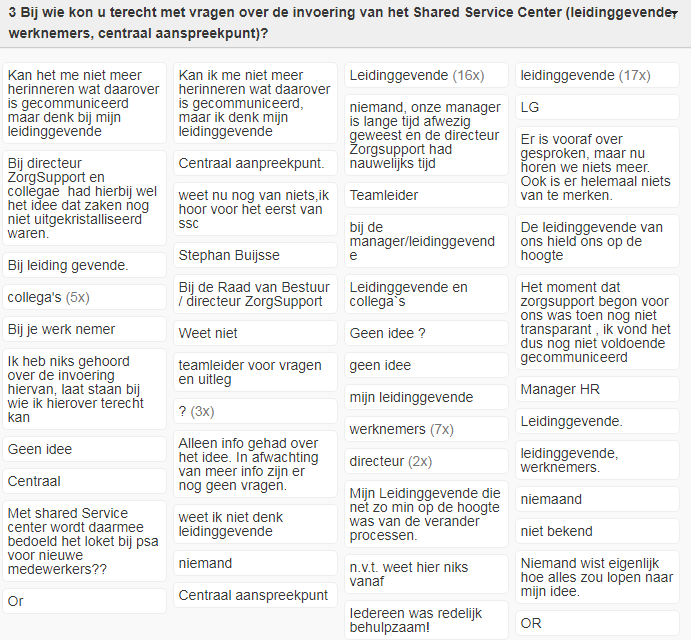 3 Bij wie kon u terecht met vragen over de invoering van het Shared Service Center (leidinggevende,
werknemers, centraal aanspreekpunt)?
Kan het me niet meer
herinneren wat daarover
is gecommuniceerd
maar denk bij mijn
leidinggevende
Bij directeur
ZorgSupport en
collegae had hierbij wel
het idee dat zaken nog
niet uitgekristalliseerd
waren.
Bij leiding gevende.
collega's (5x)
Bij je werk nemer
Ik heb niks gehoord
over de invoering
hiervan, laat staan bij
wie ik hierover terecht
kan
Geen idee
Centraal
Met shared Service
center wordt daarmee
bedoeld het loket bij psa
voor nieuwe
medewerkers??
Or
Kan ik me niet meer
herinneren wat daarover
is gecommuniceerd,
maar ik denk mijn
leidinggevende
Centraal aanpreekpunt.
weet nu nog van niets,ik
hoor voor het eerst van
ssc
Stephan Buijsse
Bij de Raad van Bestuur
/ directeur ZorgSupport
Weet niet
teamleider voor vragen
en uitleg
? (3x)
Alleen info gehad over
het idee. In afwachting
van meer info zijn er
nog geen vragen.
weet ik niet denk
leidinggevende
niemand
Centraal aanspreekpunt
Leidinggevende (16x)
niemand, onze manager
is lange tijd afwezig
geweest en de directeur
Zorgsupport had
nauwelijks tijd
Teamleider
bij de
manager/leidinggevend
e
Leidinggevende en
collega`s
Geen idee ?
geen idee
mijn leidinggevende
werknemers (7x)
directeur (2x)
Mijn Leidinggevende die
net zo min op de hoogte
was van de verander
processen.
n.v.t. weet hier niks
vanaf
Iedereen was redelijk
behulpzaam!
leidinggevende (17x)
LG
Er is vooraf over
gesproken, maar nu
horen we niets meer.
Ook is er helemaal niets
van te merken.
De leidinggevende van
ons hield ons op de
hoogte
Het moment dat
zorgsupport begon voor
ons was toen nog niet
transparant , ik vond het
dus nog niet voldoende
gecommuniceerd
Manager HR
Leidinggevende.
leidinggevende,
werknemers.
niemaand
niet bekend
Niemand wist eigenlijk
hoe alles zou lopen naar
mijn idee.
OR